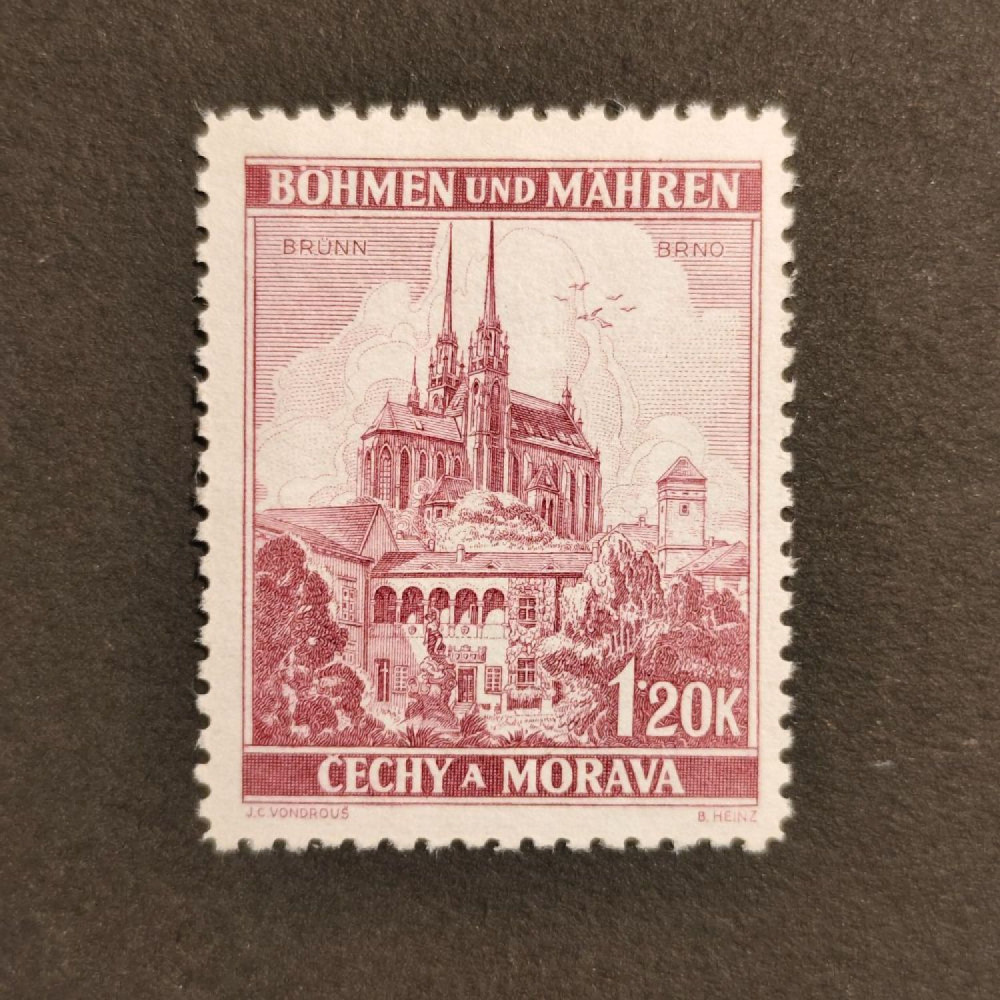 BÖHMEN UND MÄHREN
BRÜNN
BRNO
1·20K
ČECHY A MORAVA
J.C VONDROUŠ
B. HEINZ